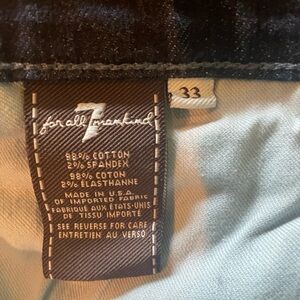 33
for all 7 mankind
98% COTTON
2% SPANDEX
98% COTON
2% ELASTHANNE
MADE IN U.S.A.
OF IMPORTED FABRIC
FABRIQUÉ AUX ÉTATS-UNIS
DE TISSU IMPORTÉ
SEE REVERSE FOR CARE
ENTRETIEN AU VERSO